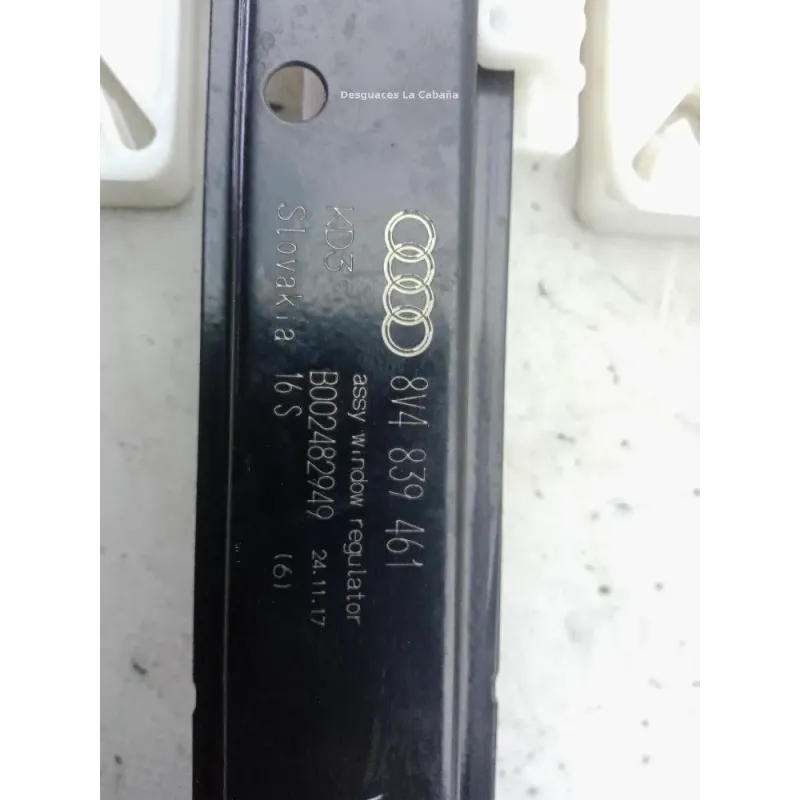 Desguaces La Cabaña
8V4 839 461
assy window regulator
KD3
B002482949 24.11.17
Slovakia 16 S (6)